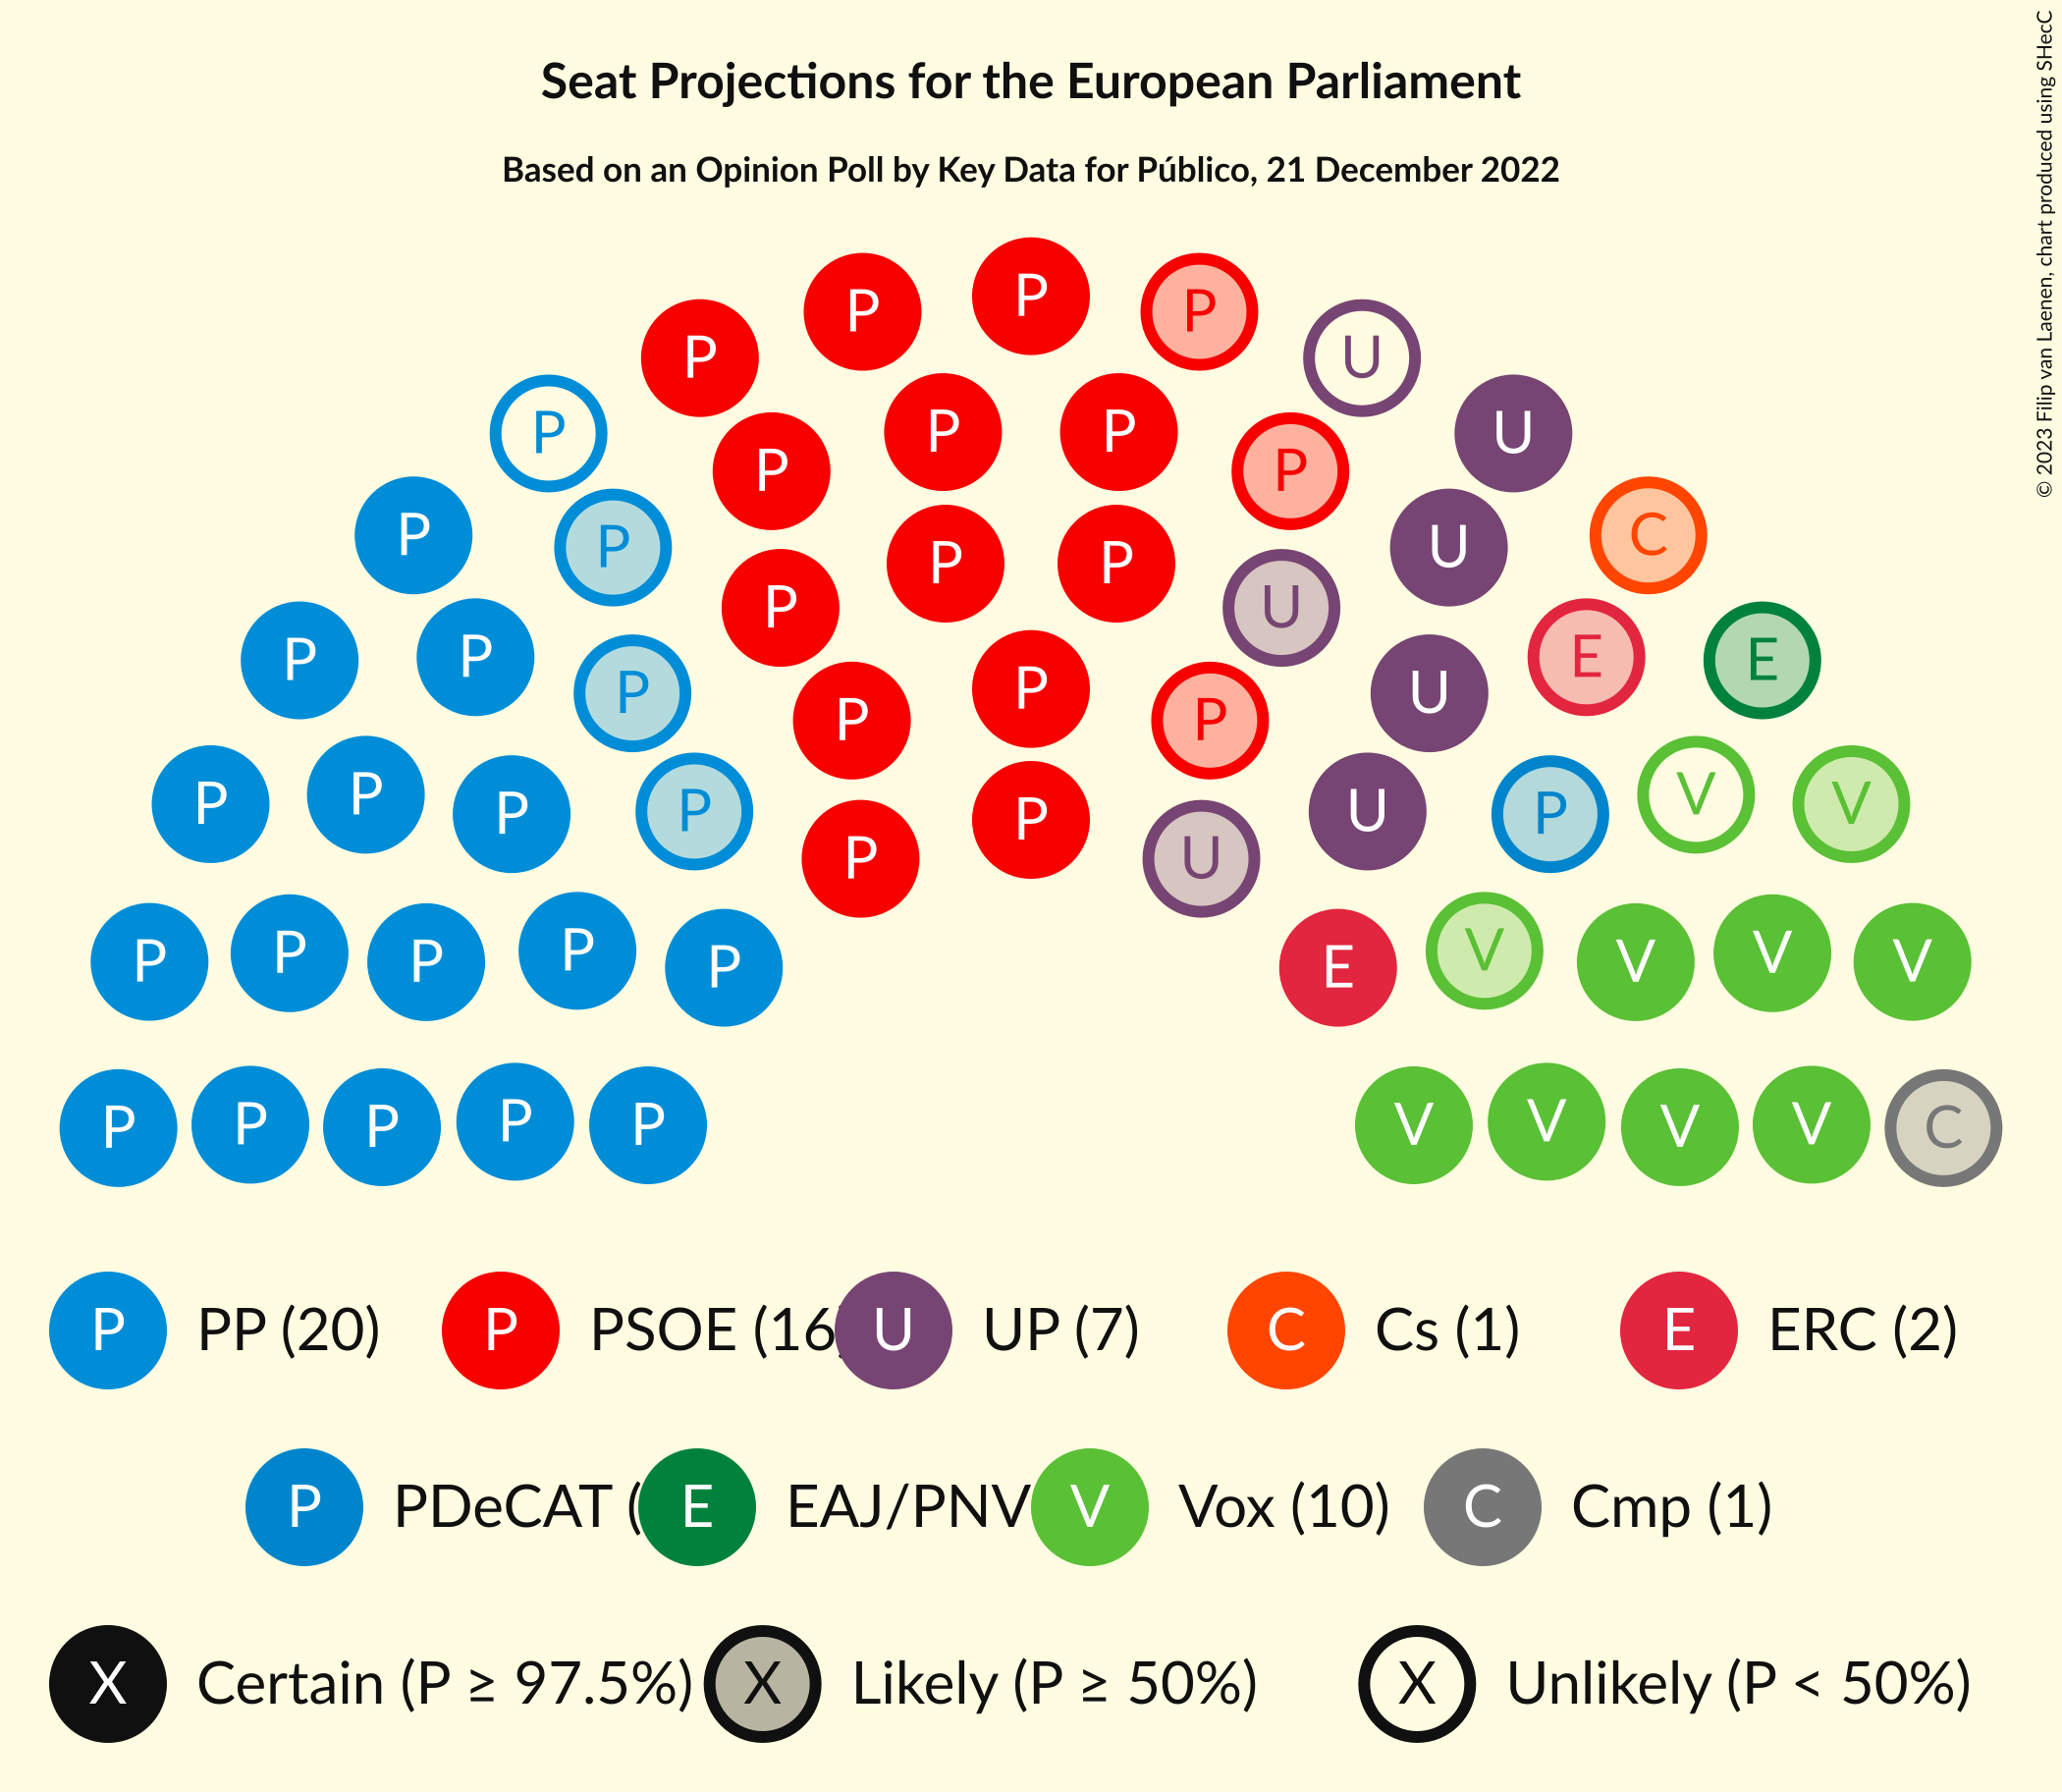 Seat Projections for the European Parliament
Based on an Opinion Poll by Key Data for Público, 21 December 2022
© 2023 Filip van Laenen, chart produced using SHecC
P P P P U
P P P P P U
P P U C
P P P P U P E E
P P P U
P P P P P P P P V V
P P U
P P P P P E V V V V
P P P P P V V V V C
P PP (20) P PSOE (16 U UP (7) C Cs (1) E ERC (2)
P PDeCAT ( E EAJ/PNV V Vox (10) C Cmp (1)
X Certain (P ≥ 97.5%) X Likely (P ≥ 50%) X Unlikely (P < 50%)